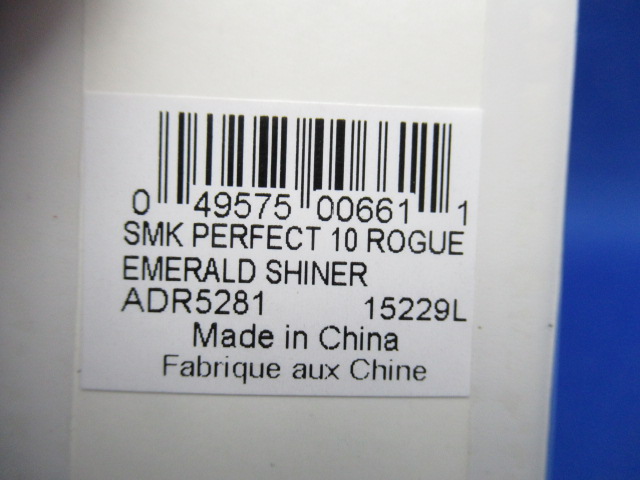 0 49575 00661 1
SMK PERFECT 10 ROGUE
EMERALD SHINER
ADR5281 15229L
Made in China
Fabrique aux Chine